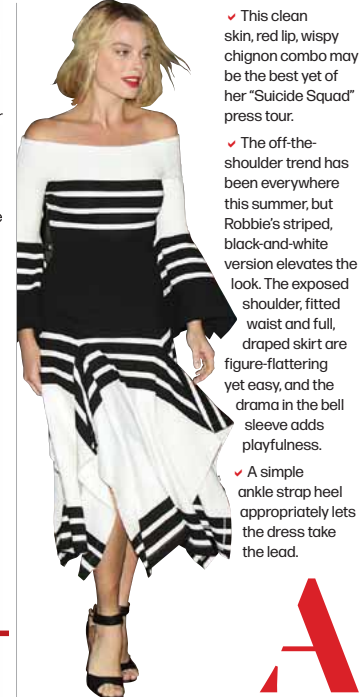 This clean
skin, red lip, wispy
chignon combo may
be the best yet of
her “Suicide Squad”
press tour.
The off-the-
shoulder trend has
been everywhere
this summer, but
Robbie’s striped,
black-and-white
version elevates the
look. The exposed
shoulder, fitted
waist and full,
draped skirt are
figure-flattering
yet easy, and the
drama in the bell
sleeve adds
playfulness.
A simple
ankle strap heel
appropriately lets
the dress take
the lead.
A